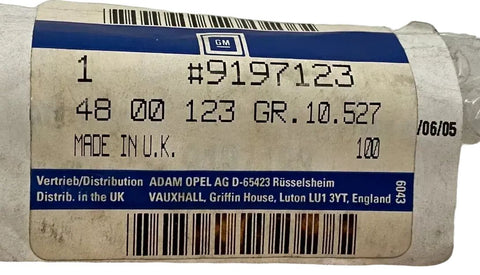 GM
1 #9197123
48 00 123 GR.10.527
/06/05
MADE IN U.K. 100
Vertrieb/Distribution ADAM OPEL AG D-65423 Rüsselsheim
Distrib. in the UK VAUXHALL, Griffin House, Luton LU1 3YT, England
6043